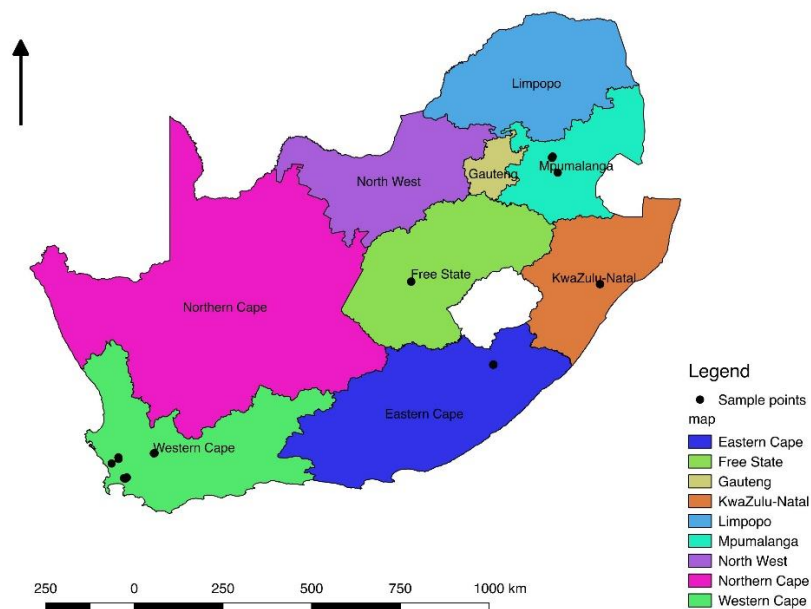 Limpopo
Mpumalanga
Gauteng
North West
Free State
KwaZulu-Natal
Northern Cape
Eastern Cape
Western Cape
Legend
Sample points
map
Eastern Cape
Free State
Gauteng
KwaZulu-Natal
Limpopo
Mpumalanga
North West
Northern Cape
Western Cape
250 0 250 500 750 1000 km